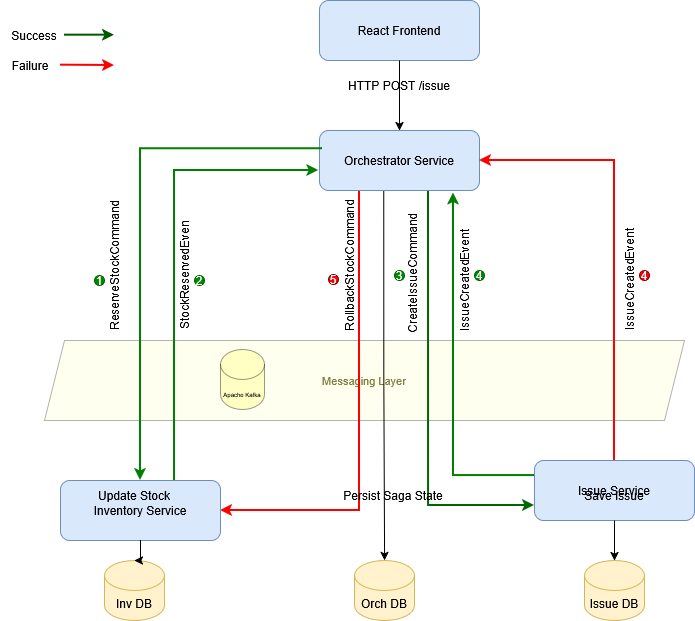 React Frontend
Success
Failure
HTTP POST /issue
Orchestrator Service
ReserveStockCommand
1
StockReservedEven
2
5
RollbackStockCommand
3
CreateIssueCommand
IssueCreatedEvent
4
IssueCreatedEvent
4
Messaging Layer
Apache Kafka
Update Stock
Inventory Service
Persist Saga State
Issue Service
Save Issue
Inv DB
Orch DB
Issue DB